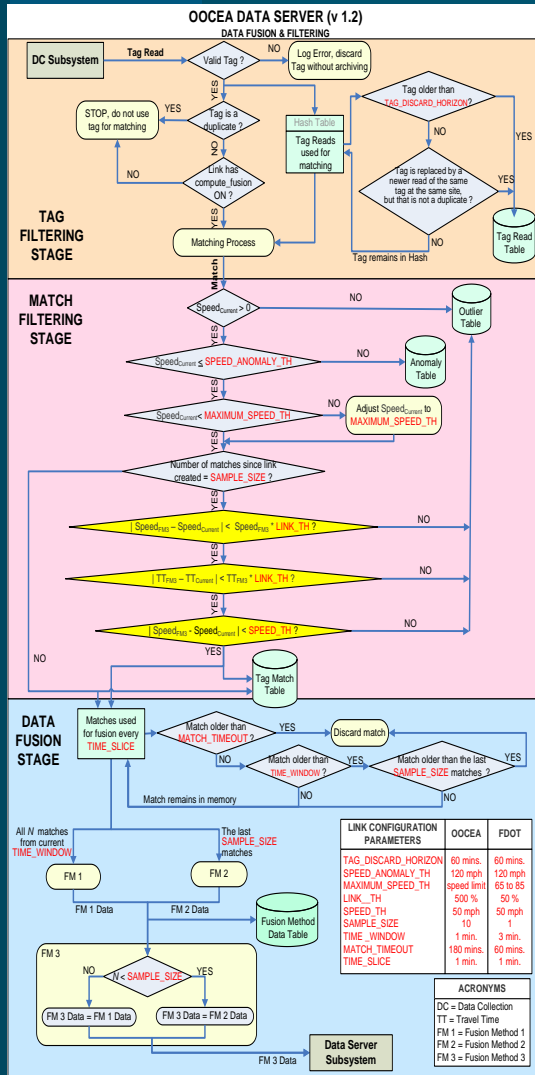 OOCEA DATA SERVER (v 1.2)
DATA FUSION & FILTERING
DC Subsystem
Tag Read
Valid Tag ?
NO
Log Error, discard
Tag without archiving
YES
STOP, do not use
tag for matching
YES
Tag is a
duplicate ?
YES
Hash Table
Tag Reads
used for
matching
Tag older than
TAG_DISCARD_HORIZON?
YES
NO
NO
Link has
compute_fusion
ON ?
NO
Tag is replaced by a
newer read of the same
tag at the same site,
but that is not a duplicate ?
YES
NO
Tag remains in Hash
Tag Read
Table
YES
Matching Process
TAG
FILTERING
STAGE
Match
MATCH
FILTERING
STAGE
SpeedCurrent > 0
NO
Outlier
Table
YES
SpeedCurrent ≤ SPEED_ANOMALY_TH
NO
Anomaly
Table
YES
SpeedCurrent< MAXIMUM_SPEED_TH
NO
Adjust SpeedCurrent to
MAXIMUM_SPEED_TH
YES
Number of matches since link
created = SAMPLE_SIZE ?
YES
| SpeedFM3 – SpeedCurrent | < SpeedFM3 * LINK_TH ?
NO
YES
| TTFM3 – TTCurrent | < TTFM3 * LINK_TH ?
NO
YES
| SpeedFM3 - SpeedCurrent | < SPEED_TH ?
NO
YES
NO
Tag Match
Table
DATA
FUSION
STAGE
Matches used
for fusion every
TIME_SLICE
Match older than
MATCH_TIMEOUT?
YES
Discard match
NO
Match older than
TIME_WINDOW ?
YES
Match older than the last
SAMPLE_SIZE matches ?
YES
NO
NO
Match remains in memory
All N matches
from current
TIME_WINDOW
The last
SAMPLE_SIZE
matches
FM 1
FM 2
FM 1 Data
FM 2 Data
Fusion Method
Data Table
FM 3
NO
N < SAMPLE_SIZE
YES
FM 3 Data = FM 1 Data
FM 3 Data = FM 2 Data
FM 3 Data
Data Server
Subsystem
LINK CONFIGURATION
PARAMETERS
OOCEA
FDOT
TAG_DISCARD_HORIZON 60 mins. 60 mins.
SPEED_ANOMALY_TH 120 mph 120 mph
MAXIMUM_SPEED_TH speed limit 65 to 85
LINK_TH 500 % 50 %
SPEED_TH 50 mph 50 mph
SAMPLE_SIZE 10 1
TIME_WINDOW 1 min. 3 min.
MATCH_TIMEOUT 180 mins. 60 mins.
TIME_SLICE 1 min. 1 min.
ACRONYMS
DC = Data Collection
TT = Travel Time
FM 1 = Fusion Method 1
FM 2 = Fusion Method 2
FM 3 = Fusion Method 3